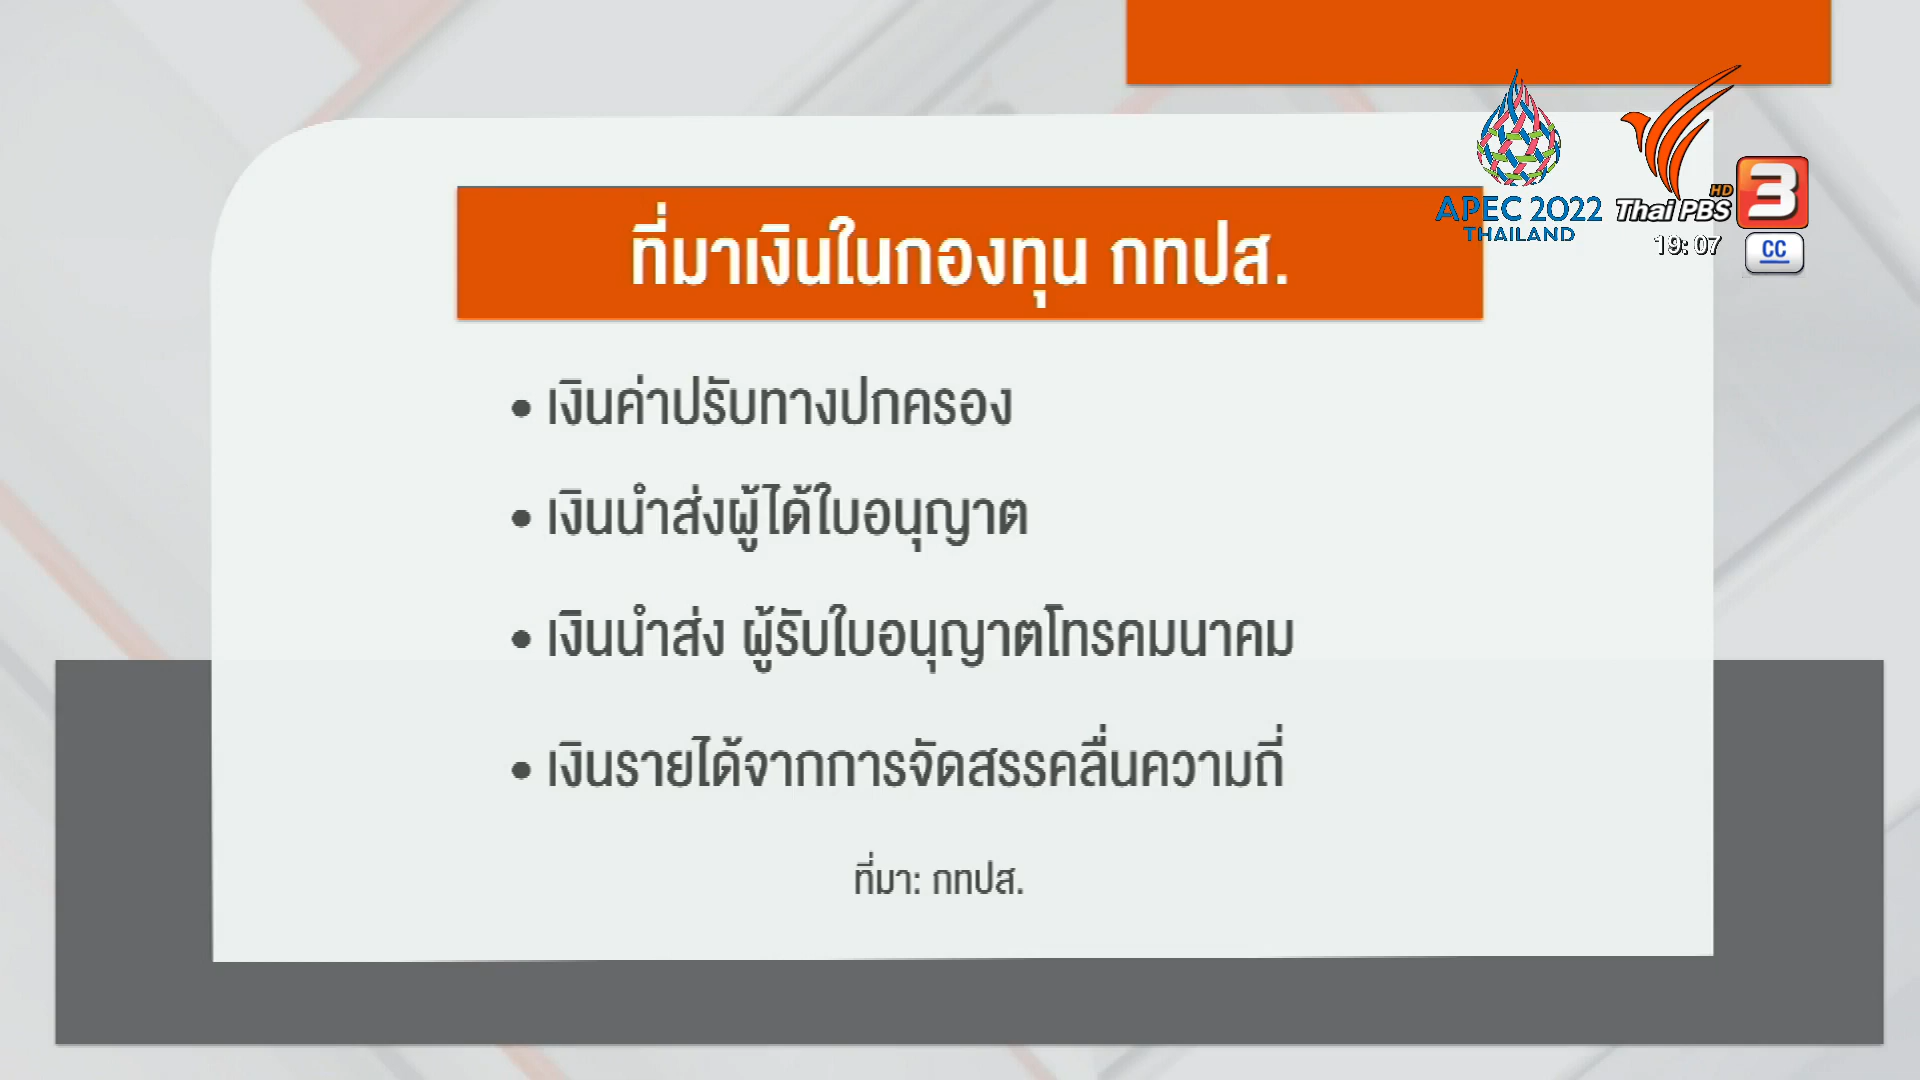 APEC 2022
THAILAND
Thai PBS
HD
3
19:07
CC
ที่มาเงินในกองทุน กทปส.
• เงินค่าปรับทางปกครอง
• เงินนำส่งผู้ได้ใบอนุญาต
• เงินนำส่ง ผู้รับใบอนุญาตโทรคมนาคม
• เงินรายได้จากการจัดสรรคลื่นความถี่
ที่มา: กทปส.